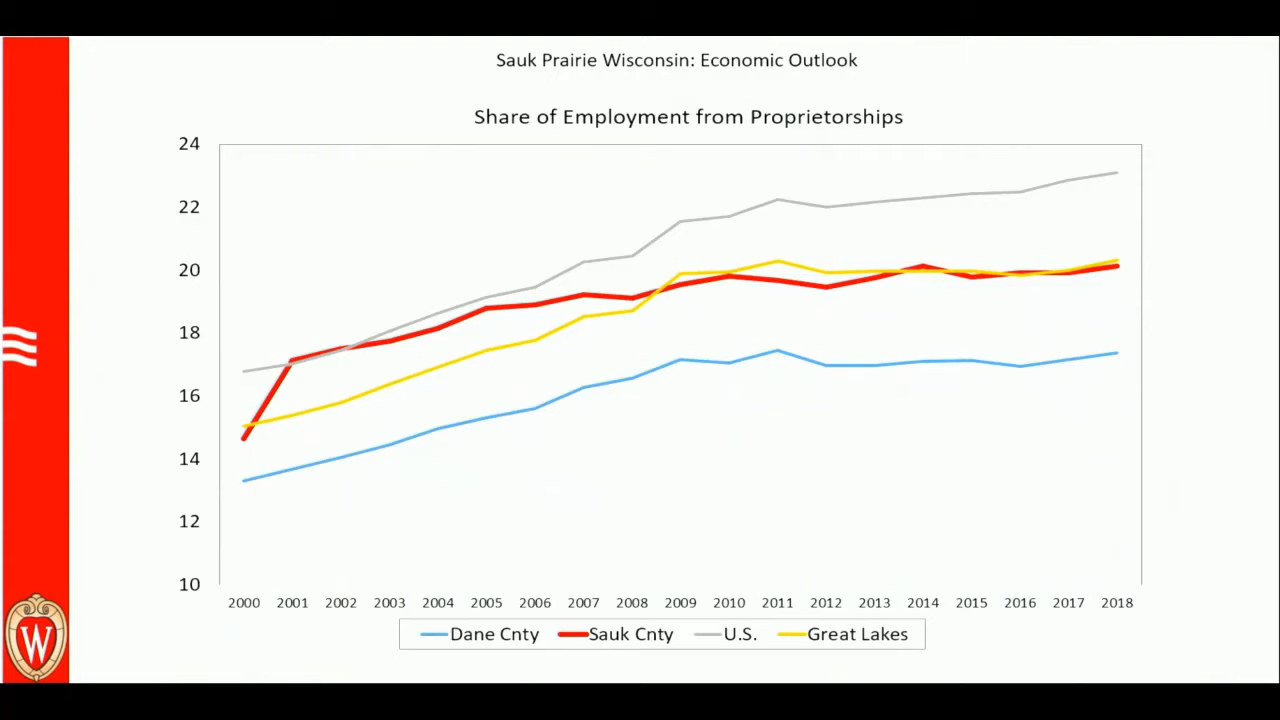 Sauk Prairie Wisconsin: Economic Outlook
Share of Employment from Proprietorships
24
22
20
18
16
14
12
10
2000 2001 2002 2003 2004 2005 2006 2007 2008 2009 2010 2011 2012 2013 2014 2015 2016 2017 2018
Dane Cnty Sauk Cnty U.S. Great Lakes
W